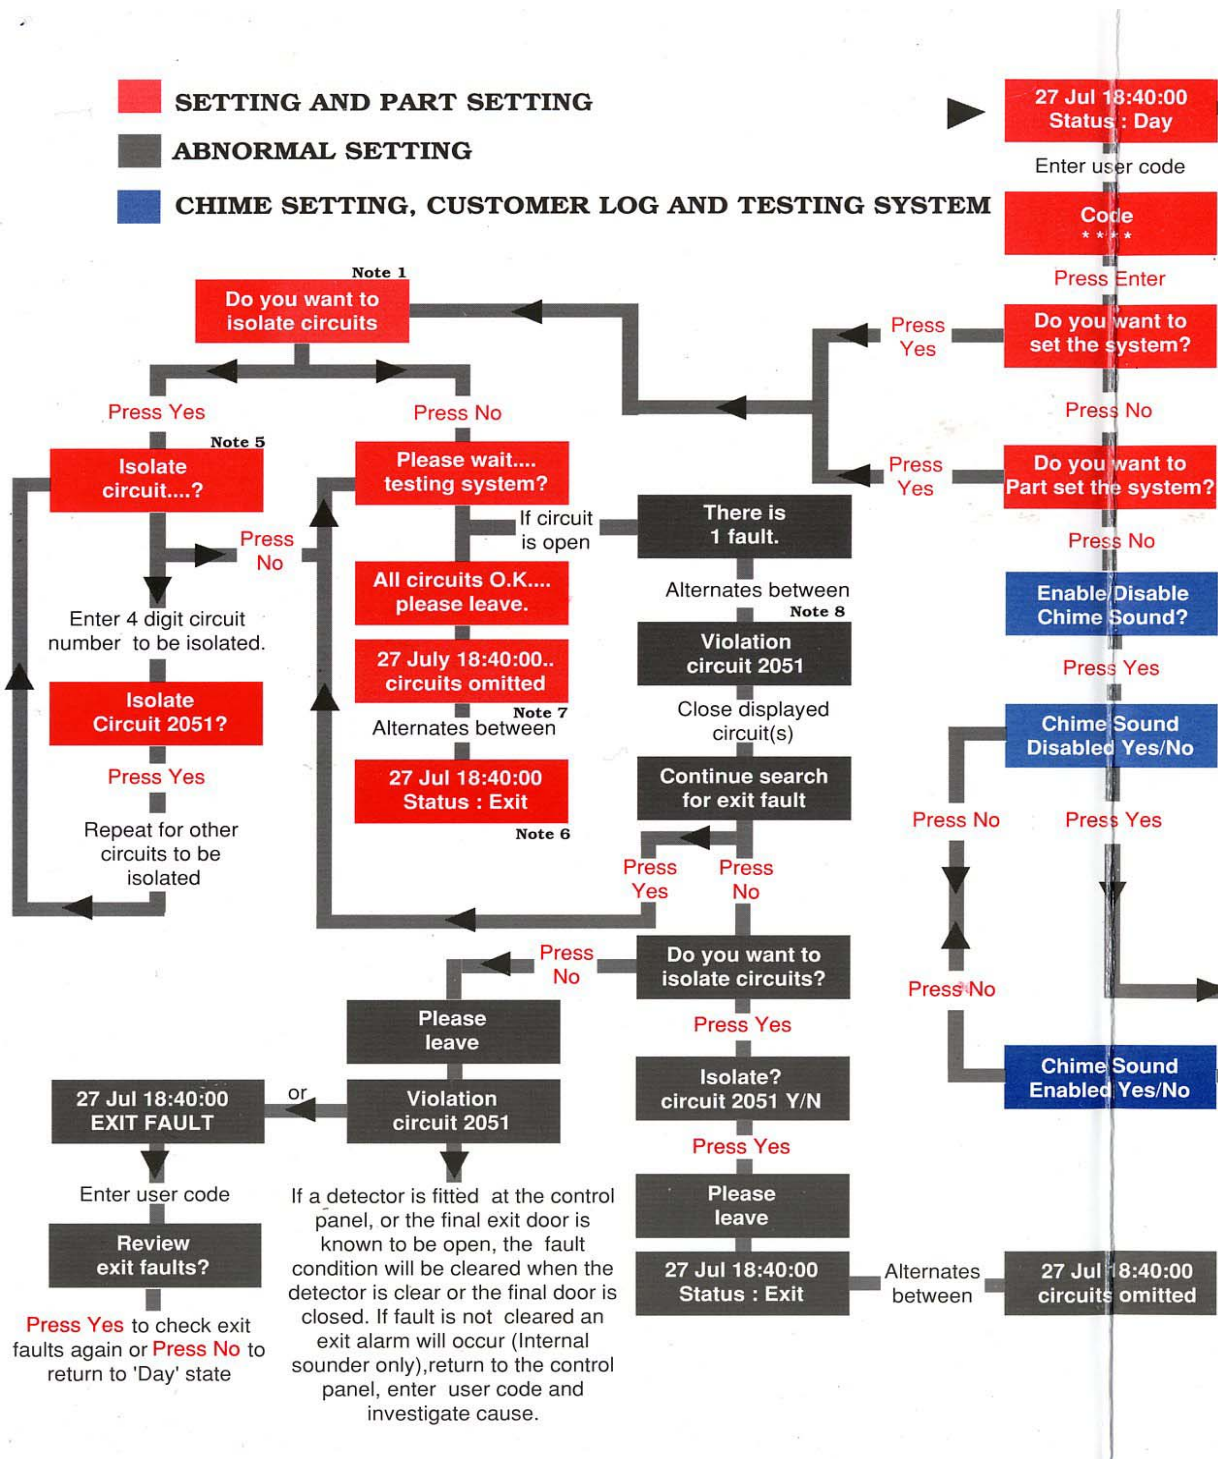 SETTING AND PART SETTING
ABNORMAL SETTING
CHIME SETTING, CUSTOMER LOG AND TESTING SYSTEM
27 Jul 18:40:00
Status : Day
Enter user code
Code
* * * *
Press Enter
Do you want to
set the system?
Press
Yes
Press No
Do you want to
Part set the system?
Press
Yes
Press No
Enable/Disable
Chime Sound?
Press Yes
Chime Sound
Disabled Yes/No
Press No
Press Yes
Press No
Chime Sound
Enabled Yes/No
Note 1
Do you want to
isolate circuits
Press Yes
Press No
Note 5
Isolate
circuit....?
Press
No
Enter 4 digit circuit
number to be isolated.
Isolate
Circuit 2051?
Press Yes
Repeat for other
circuits to be
isolated
Please wait....
testing system?
If circuit
is open
All circuits O.K....
please leave.
27 July 18:40:00..
circuits omitted
Note 7
Alternates between
27 Jul 18:40:00
Status : Exit
Note 6
There is
1 fault.
Alternates between
Note 8
Violation
circuit 2051
Close displayed
circuit(s)
Continue search
for exit fault
Press
Yes
Press
No
Do you want to
isolate circuits?
Press
No
Please
leave
Violation
circuit 2051
or
27 Jul 18:40:00
EXIT FAULT
Enter user code
Review
exit faults?
Press Yes to check exit
faults again or Press No to
return to 'Day' state
If a detector is fitted at the control
panel, or the final exit door is
known to be open, the fault
condition will be cleared when the
detector is clear or the final door is
closed. If fault is not cleared an
exit alarm will occur (Internal
sounder only),return to the control
panel, enter user code and
investigate cause.
Press Yes
Isolate?
circuit 2051 Y/N
Press Yes
Please
leave
27 Jul 18:40:00
Status : Exit
Alternates
between
27 Jul 18:40:00
circuits omitted